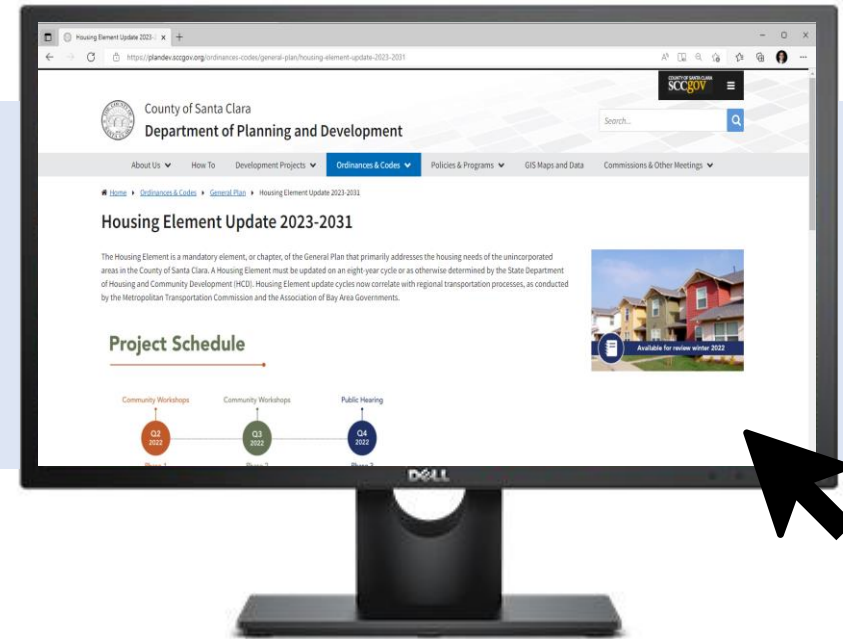 Housing Element Update 2023-
https://plandev.sccgov.org/ordinances-codes/general-plan/housing-element-update-2023-2031
COUNTY OF SANTA CLARA
sccgov
County of Santa Clara
Department of Planning and Development
Search...
About Us How To Development Projects Ordinances & Codes Policies & Programs GIS Maps and Data Commissions & Other Meetings
Home Ordinances & Codes General Plan Housing Element Update 2023-2031
Housing Element Update 2023-2031
The Housing Element is a mandatory element, or chapter, of the General Plan that primarily addresses the housing needs of the unincorporated
areas in the County of Santa Clara. A Housing Element must be updated on an eight-year cycle or as otherwise determined by the State Department
of Housing and Community Development (HCD). Housing Element update cycles now correlate with regional transportation processes, as conducted
by the Metropolitan Transportation Commission and the Association of Bay Area Governments.
Available for review winter 2022
Project Schedule
Community Workshops Community Workshops Public Hearing
Q2 Q3 Q4
2022 2022 2022
DELL